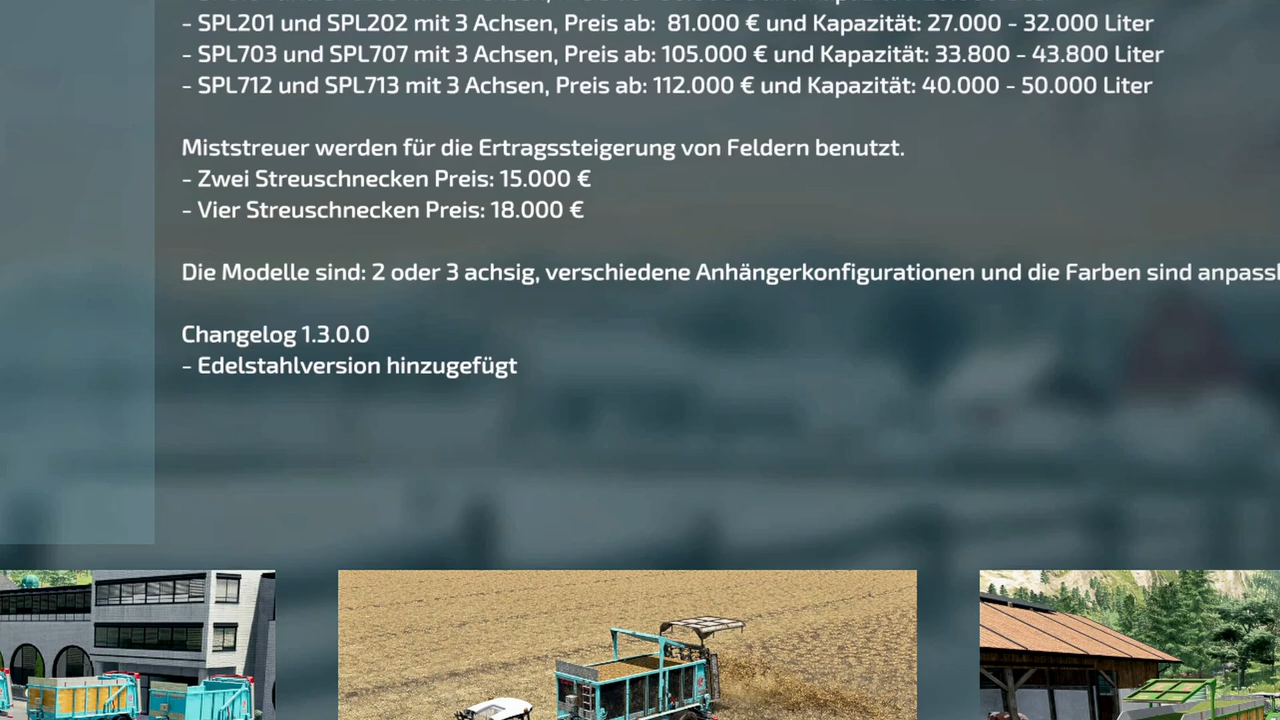 - SPL201 und SPL202 mit 3 Achsen, Preis ab:  81.000 € und Kapazität: 27.000 - 32.000 Liter
- SPL703 und SPL707 mit 3 Achsen, Preis ab: 105.000 € und Kapazität: 33.800 - 43.800 Liter
- SPL712 und SPL713 mit 3 Achsen, Preis ab: 112.000 € und Kapazität: 40.000 - 50.000 Liter
Miststreuer werden für die Ertragssteigerung von Feldern benutzt.
- Zwei Streuschnecken Preis: 15.000 €
- Vier Streuschnecken Preis: 18.000 €
Die Modelle sind: 2 oder 3 achsig, verschiedene Anhängerkonfigurationen und die Farben sind
Changelog 1.3.0.0
- Edelstahlversion hinzugefügt